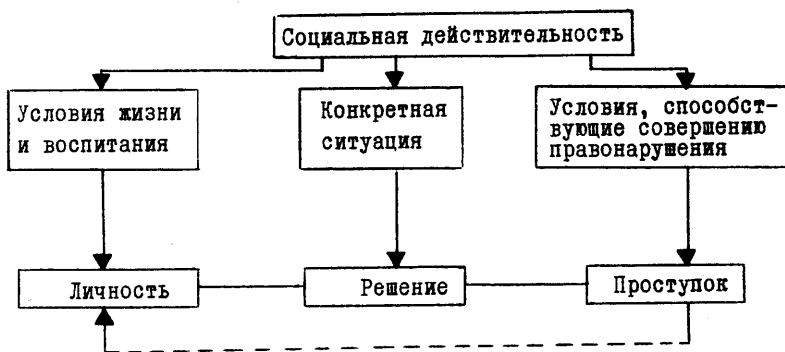 Социальная действительность
Условия жизни
и воспитания
Конкретная
ситуация
Условия, способст-
вующие совершению
правонарушения
Личность
Решение
Проступок